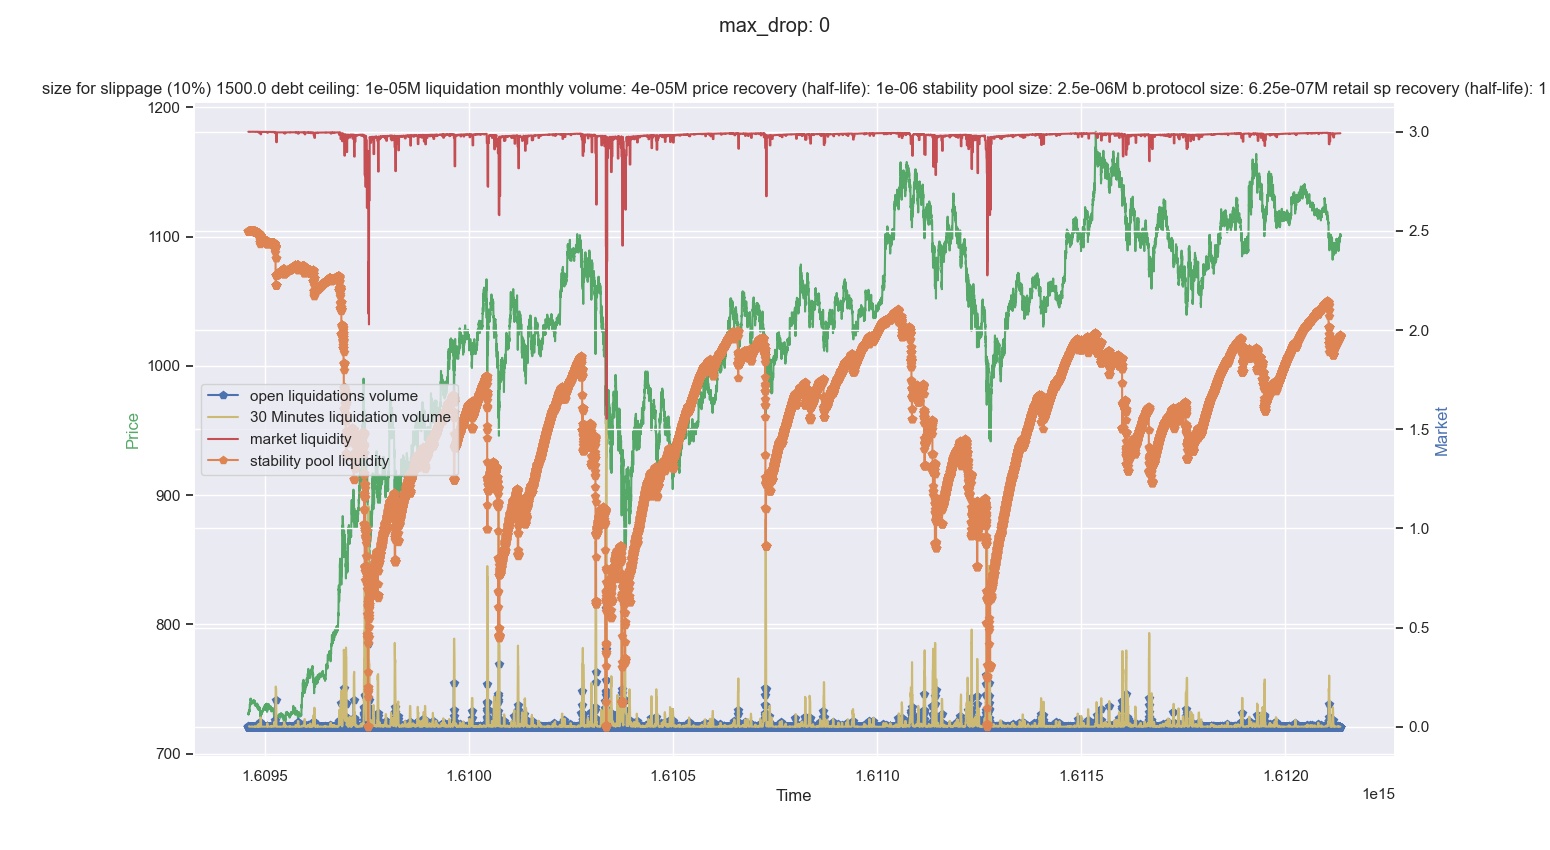 max_drop: 0
size for slippage (10%) 1500.0 debt ceiling: 1e-05M liquidation monthly volume: 4e-05M price recovery (half-life): 1e-06 stability pool size: 2.5e-06M b.protocol size: 6.25e-07M retail sp recovery (half-life): 1
1200
1100
1000
900
800
700
Price
open liquidations volume
30 Minutes liquidation volume
market liquidity
stability pool liquidity
3.0
2.5
2.0
1.5
1.0
0.5
0.0
Market
1.6095 1.6100 1.6105 1.6110 1.6115 1.6120
Time
1e15